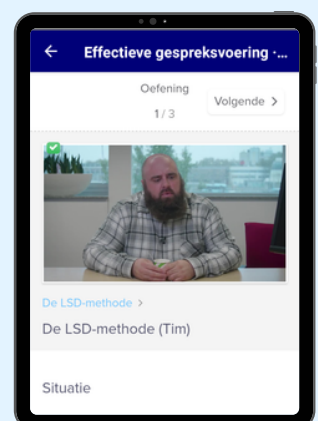 Effectieve gespreksvoering ·...
Oefening
1 / 3
Volgende >
De LSD-methode >
De LSD-methode (Tim)
Situatie